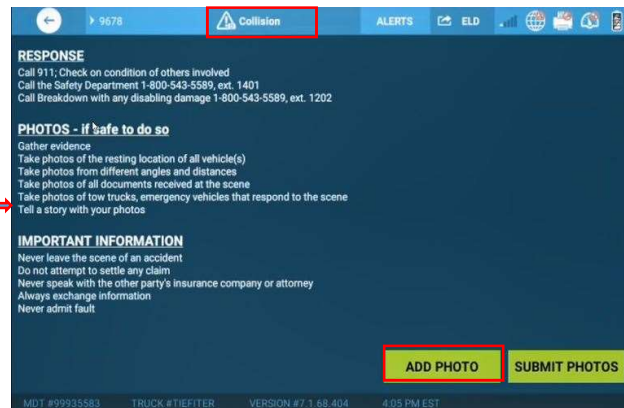 9678
Collision
ALERTS
ELD
RESPONSE
Call 911; Check on condition of others involved
Call the Safety Department 1-800-543-5589, ext. 1401
Call Breakdown with any disabling damage 1-800-543-5589, ext. 1202
PHOTOS - if safe to do so
Gather evidence
Take photos of the resting location of all vehicle(s)
Take photos from different angles and distances
Take photos of all documents received at the scene
Take photos of tow trucks, emergency vehicles that respond to the scene
Tell a story with your photos
IMPORTANT INFORMATION
Never leave the scene of an accident
Do not attempt to settle any claim
Never speak with the other party's insurance company or attorney
Always exchange information
Never admit fault
ADD PHOTO
SUBMIT PHOTOS
MDT #99935583 TRUCK #TIEFITER VERSION #7.1.68.404 4:05 PM EST